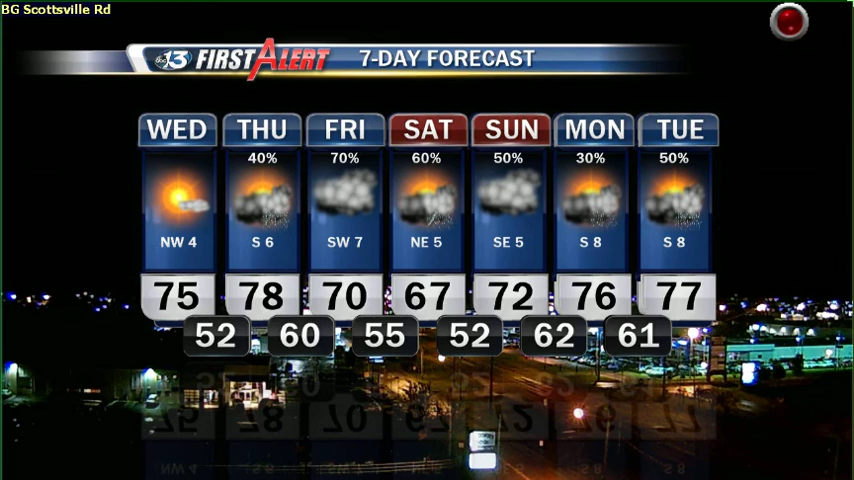 BG Scottsville Rd
abc 13 FIRST ALERT 7-DAY FORECAST
WED THU FRI SAT SUN MON TUE
40% 70% 60% 50% 30% 50%
NW 4 S 6 SW 7 NE 5 SE 5 S 8 S 8
75 78 70 67 72 76 77
52 60 55 52 62 61